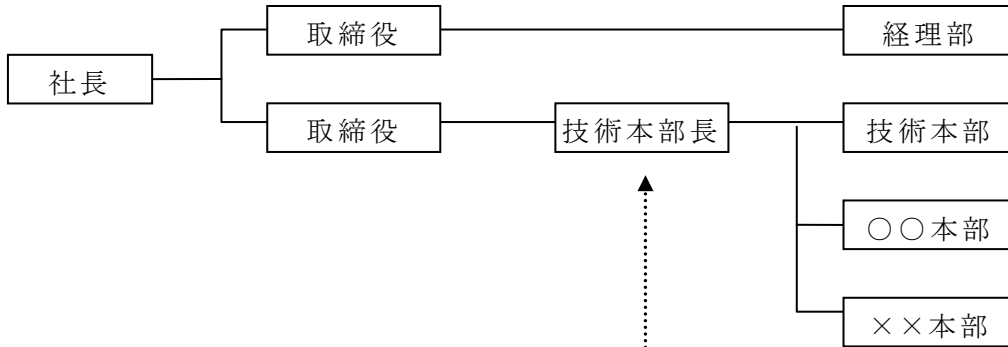 取締役
経理部
社長
取締役
技術本部長
技術本部
○○本部
××本部